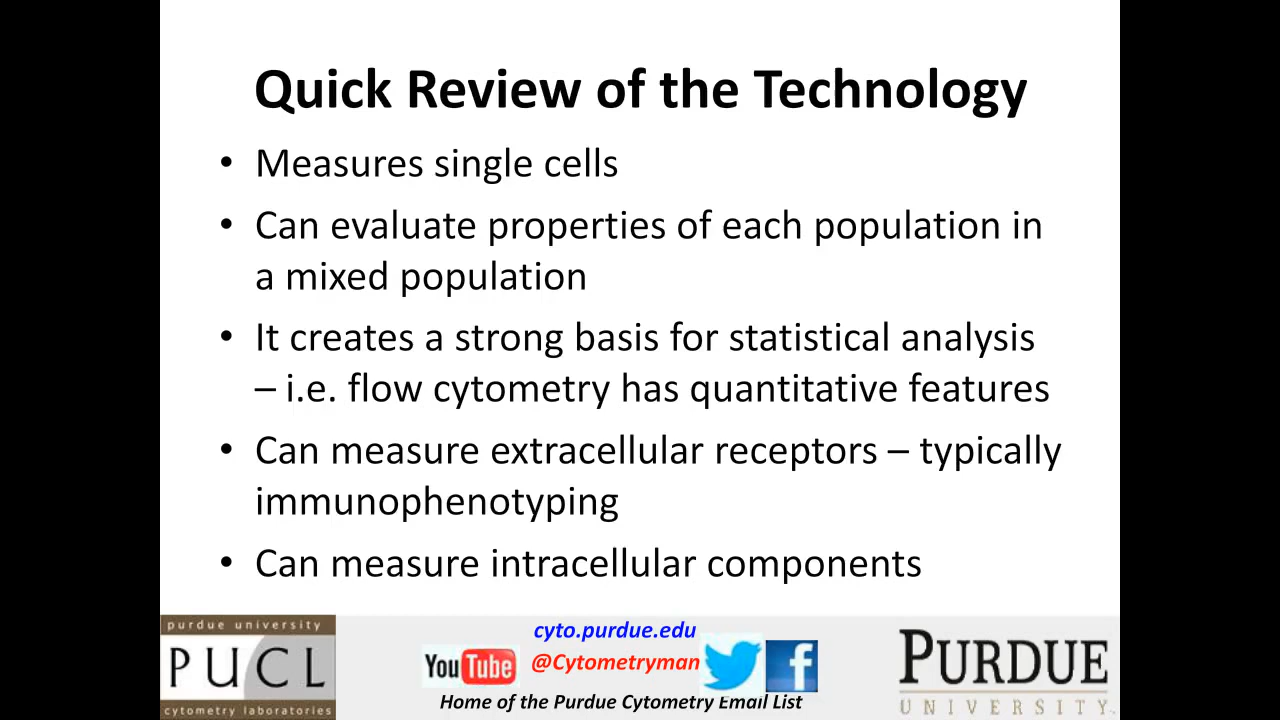 Quick Review of the Technology
• Measures single cells
• Can evaluate properties of each population in
a mixed population
• It creates a strong basis for statistical analysis
– i.e. flow cytometry has quantitative features
• Can measure extracellular receptors – typically
immunophenotyping
• Can measure intracellular components
purdue university
PUCL
cytometry laboratories
cyto.purdue.edu
YouTube
@Cytometryman
f
Home of the Purdue Cytometry Email List
PURDUE
UNIVERSITY